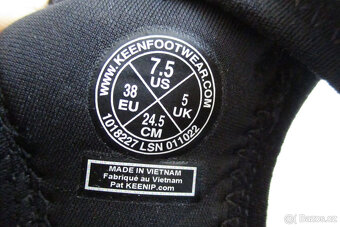 WWW.KEENFOOTWEAR.COM
7.5
US
38
EU
5
UK
24.5
CM
1018227 LSN 011022
MADE IN VIETNAM
Fabriqué au Vietnam
Pat KEENIP.com
Bazoš.cz